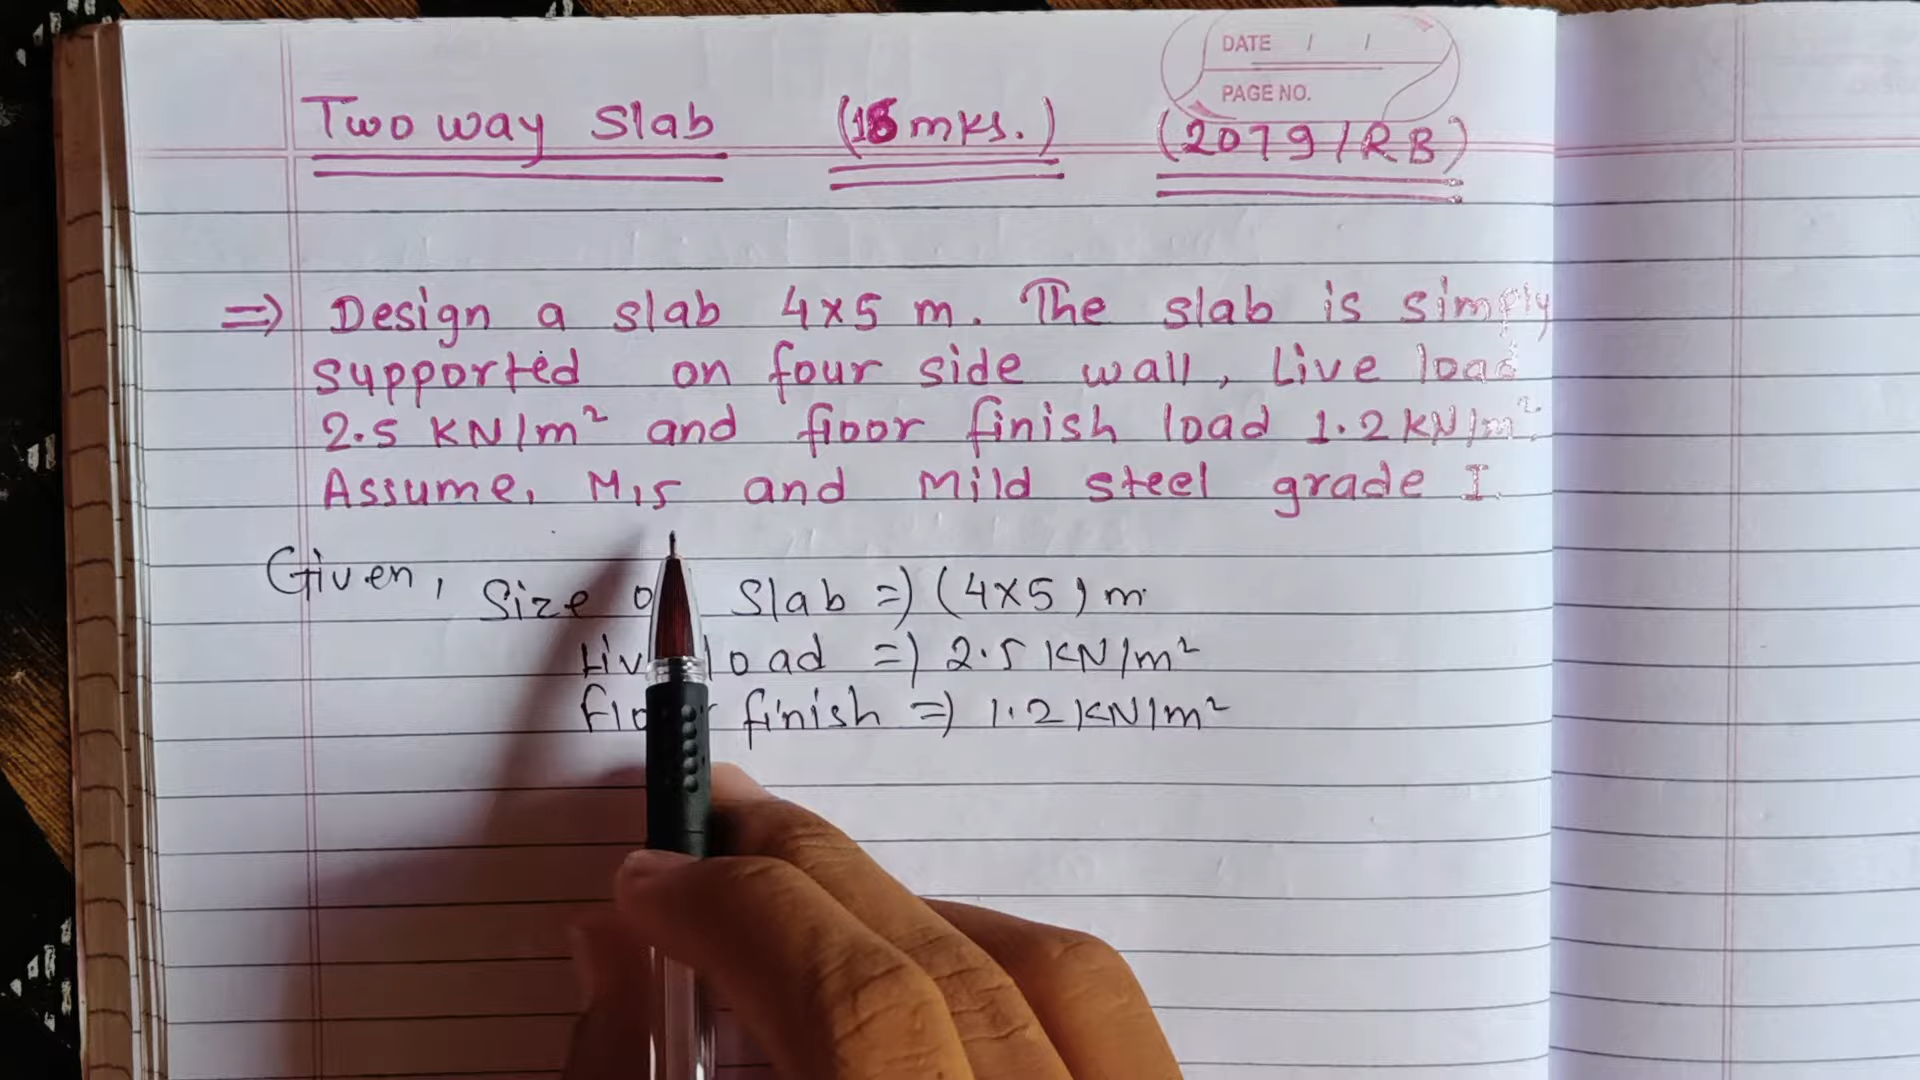 DATE / /
PAGE NO.
Two way slab (15 mks.) (2079/RB)
=> Design a slab 4x5 m. The slab is simply
supported on four side wall, Live load
2.5 KN/m² and floor finish load 1.2 KN/m².
Assume, M15 and Mild steel grade I.
Given, Size slab => (4x5) m
load => 2.5 KN/m²
finish => 1.2 KN/m²